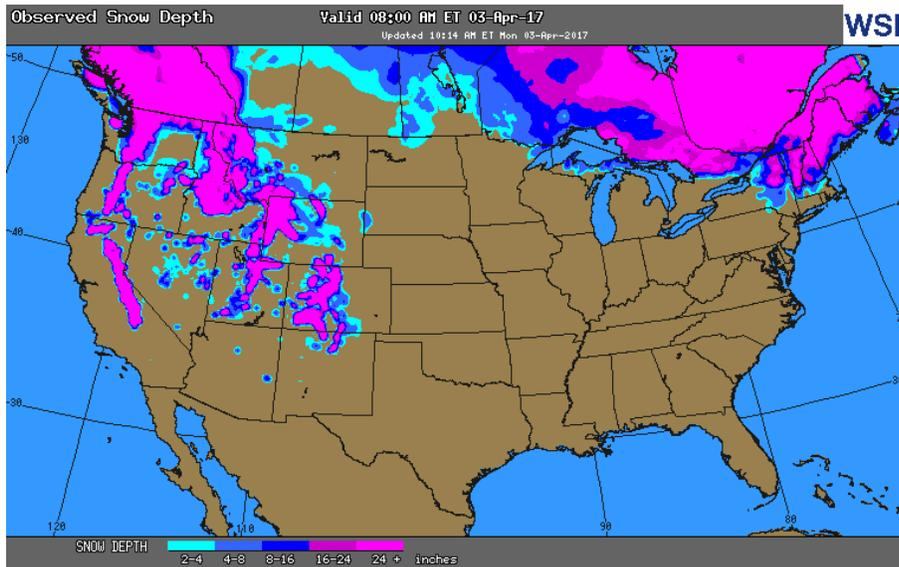 Observed Snow Depth
Valid 08:00 AM ET 03-Apr-17
Updated 10:14 AM ET Mon 03-Apr-2017
WSI
50
130
40
30
120
110
90
80
SNOW DEPTH
2-4 4-8 8-16 16-24 24 + inches